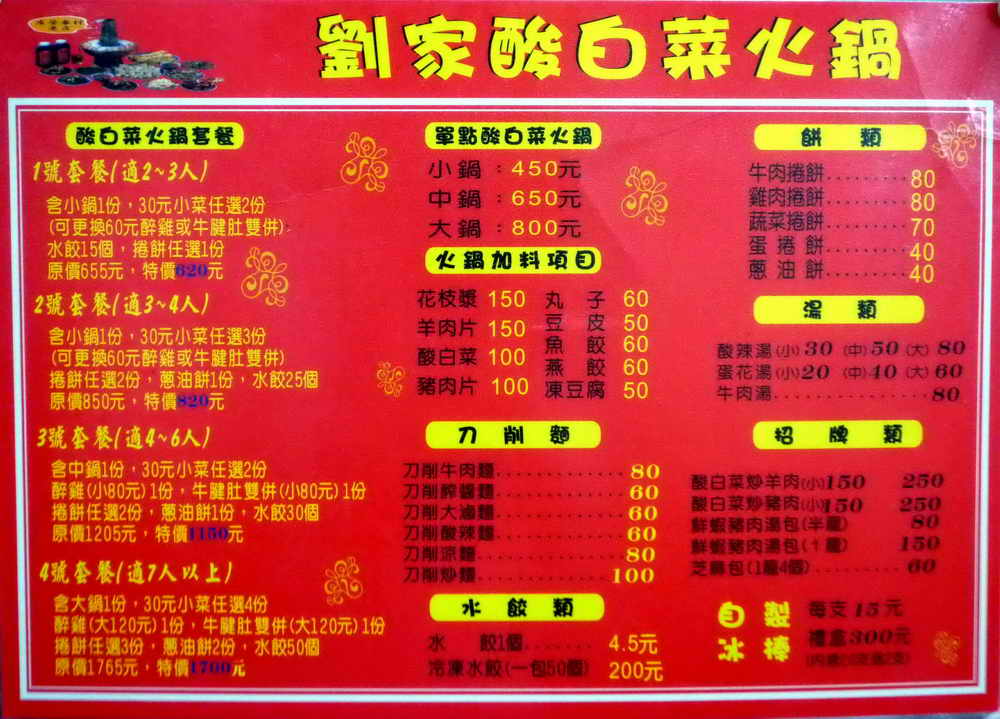 劉家酸白菜火鍋
酸白菜火鍋套餐
1號套餐(適2~3人)
含小鍋1份，30元小菜任選2份
(可更換60元醉雞或牛腱肚雙併)
水餃15個，捲餅任選1份
原價655元，特價620元
2號套餐(適3~4人)
含小鍋1份，30元小菜任選3份
(可更換60元醉雞或牛腱肚雙併)
捲餅任選2份，蔥油餅1份，水餃25個
原價850元，特價820元
3號套餐(適4~6人)
含中鍋1份，30元小菜任選2份
醉雞(小80元)1份，牛腱肚雙併(小80元)1份
捲餅任選2份，蔥油餅1份，水餃30個
原價1205元，特價1150元
4號套餐(適7人以上)
含大鍋1份，30元小菜任選4份
醉雞(大120元)1份，牛腱肚雙併(大120元)1份
捲餅任選3份，蔥油餅2份，水餃50個
原價1765元，特價1700元
單點酸白菜火鍋
小鍋：450元
中鍋：650元
大鍋：800元
火鍋加料項目
花枝漿 150 丸子 60
羊肉片 150 豆皮 50
魚餃 60
酸白菜 100 燕餃 60
豬肉片 100 凍豆腐 50
刀削麵
刀削牛肉麵..............80
刀削醡醬麵..............60
刀削大滷麵..............60
刀削酸辣麵..............60
刀削涼麵................80
刀削炒麵................100
水餃類
水餃1個........4.5元
冷凍水餃(一包50個) 200元
餅類
牛肉捲餅.........80
雞肉捲餅.........80
蔬菜捲餅.........70
蛋捲餅.........40
蔥油餅.........40
湯類
酸辣湯(小)30 (中)50 (大)80
蛋花湯(小)20 (中)40 (大)60
牛肉湯................80
招牌類
酸白菜炒羊肉(小)150 250
酸白菜炒豬肉(小)150 250
鮮蝦豬肉湯包(半籠) 80
鮮蝦豬肉湯包(1籠) 150
芝麻包(1籠4個).........60
自製冰棒
每支15元
禮盒300元